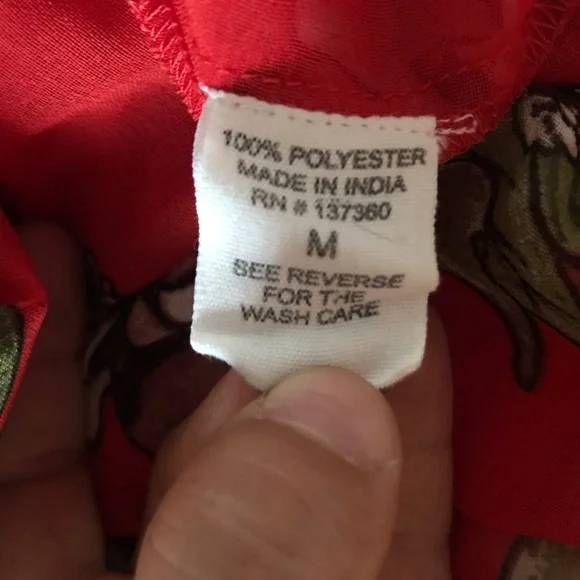 100% POLYESTER
MADE IN INDIA
RN # 137360
M
SEE REVERSE
FOR THE
WASH CARE